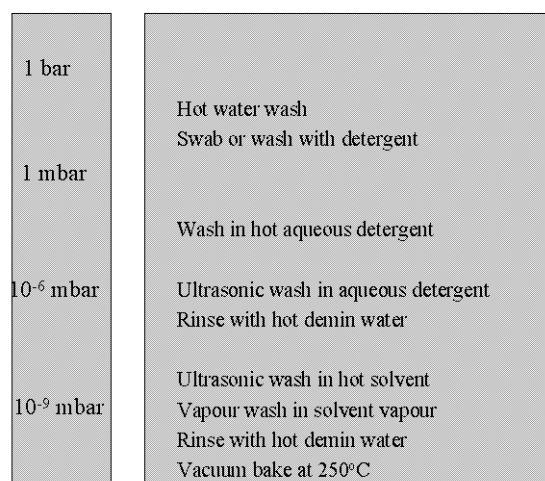 1 bar
Hot water wash
Swab or wash with detergent
1 mbar
Wash in hot aqueous detergent
10⁻⁶ mbar
Ultrasonic wash in aqueous detergent
Rinse with hot demin water
Ultrasonic wash in hot solvent
10⁻⁹ mbar
Vapour wash in solvent vapour
Rinse with hot demin water
Vacuum bake at 250°C